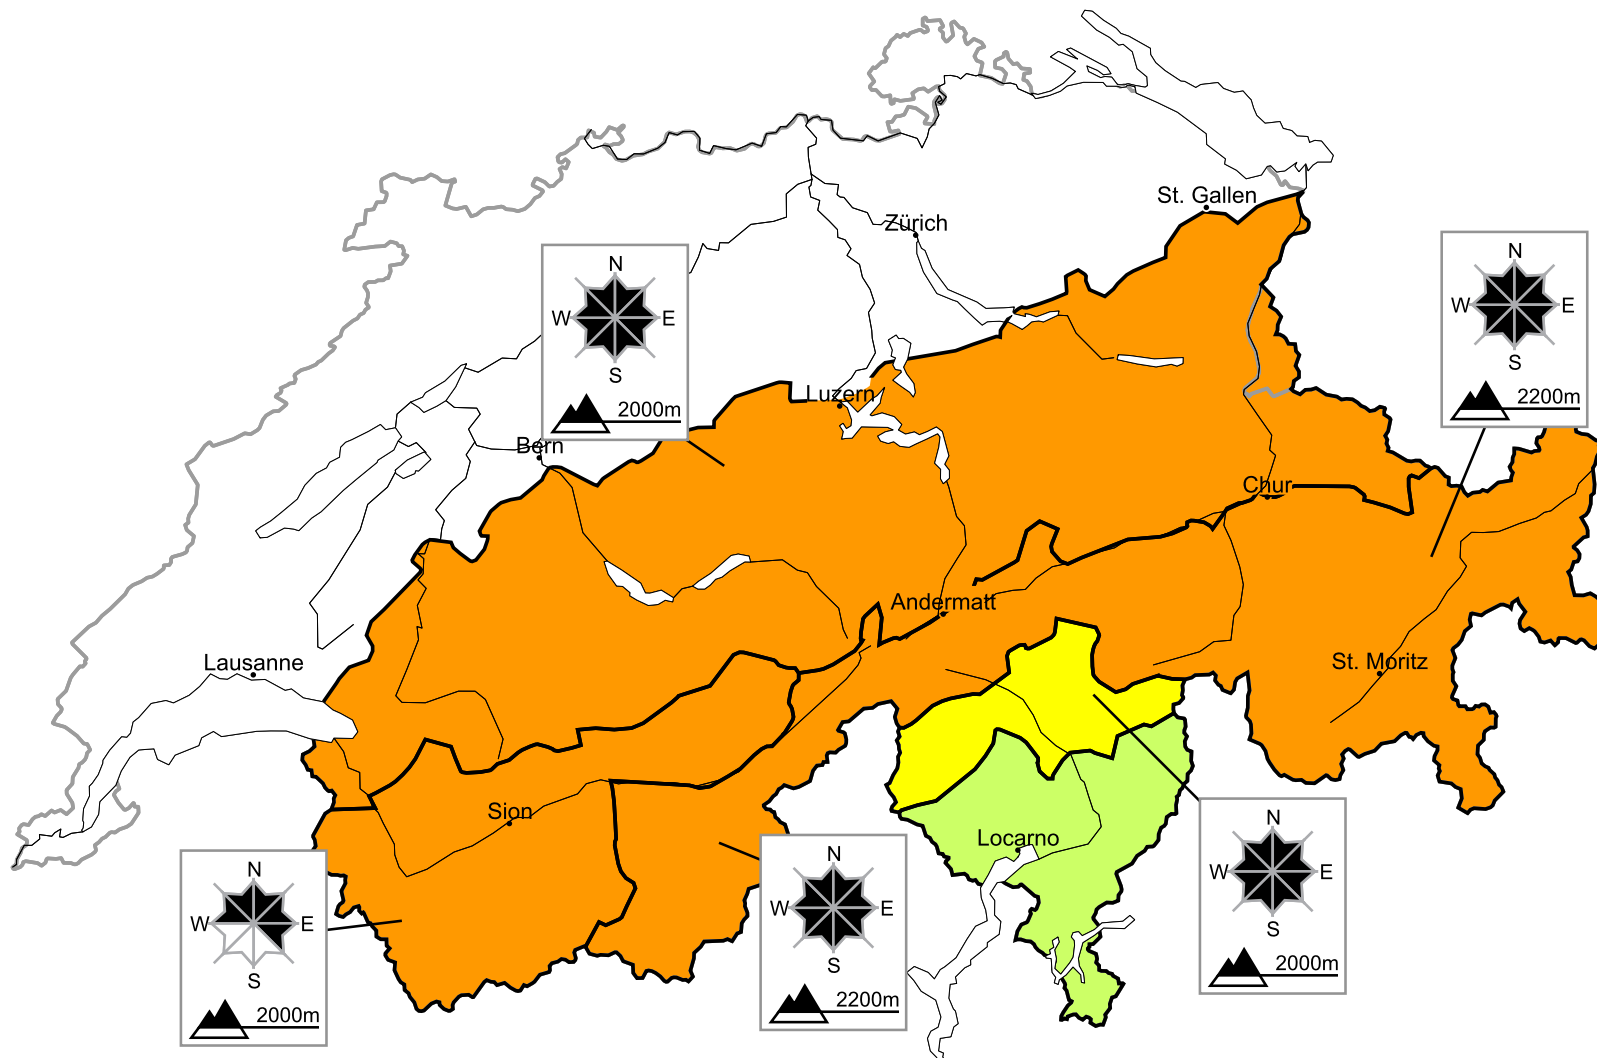 St. Gallen
Zürich
N
W E
S
2000m
N
W E
S
2200m
Luzern
Bern
Chur
Andermatt
Lausanne
St. Moritz
Sion
Locarno
N
W E
S
2000m
N
W E
S
2200m
N
W E
S
2000m